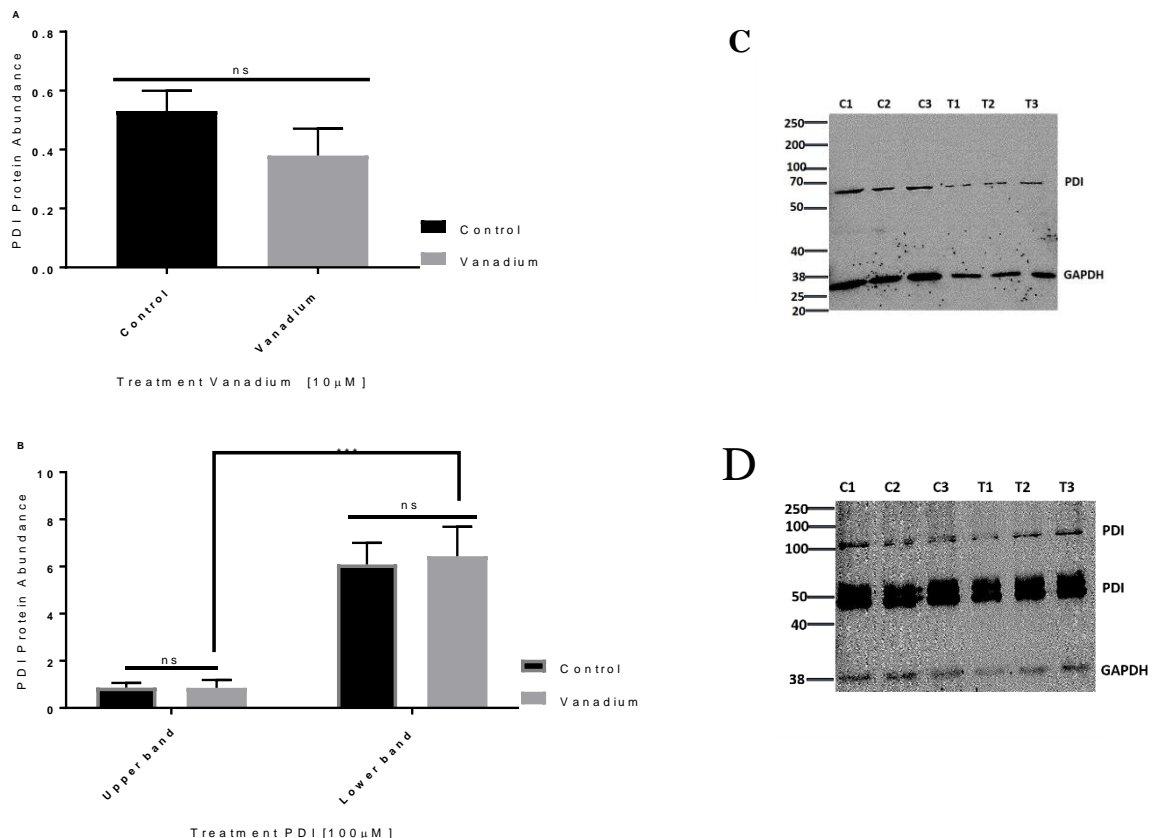 A
PDI Protein Abundance
0.8
0.6
0.4
0.2
0.0
ns
Control
Vanadium
Control
Vanadium
Treatment Vanadium [10µM]
C
C1 C2 C3 T1 T2 T3
250
200
100
70
50
40
38
25
20
PDI
GAPDH
B
PDI Protein Abundance
10
8
6
4
2
0
ns
***
ns
Control
Vanadium
Upper band
Lower band
Treatment PDI [100µM]
D
C1 C2 C3 T1 T2 T3
250
100
100
50
40
38
PDI
PDI
GAPDH